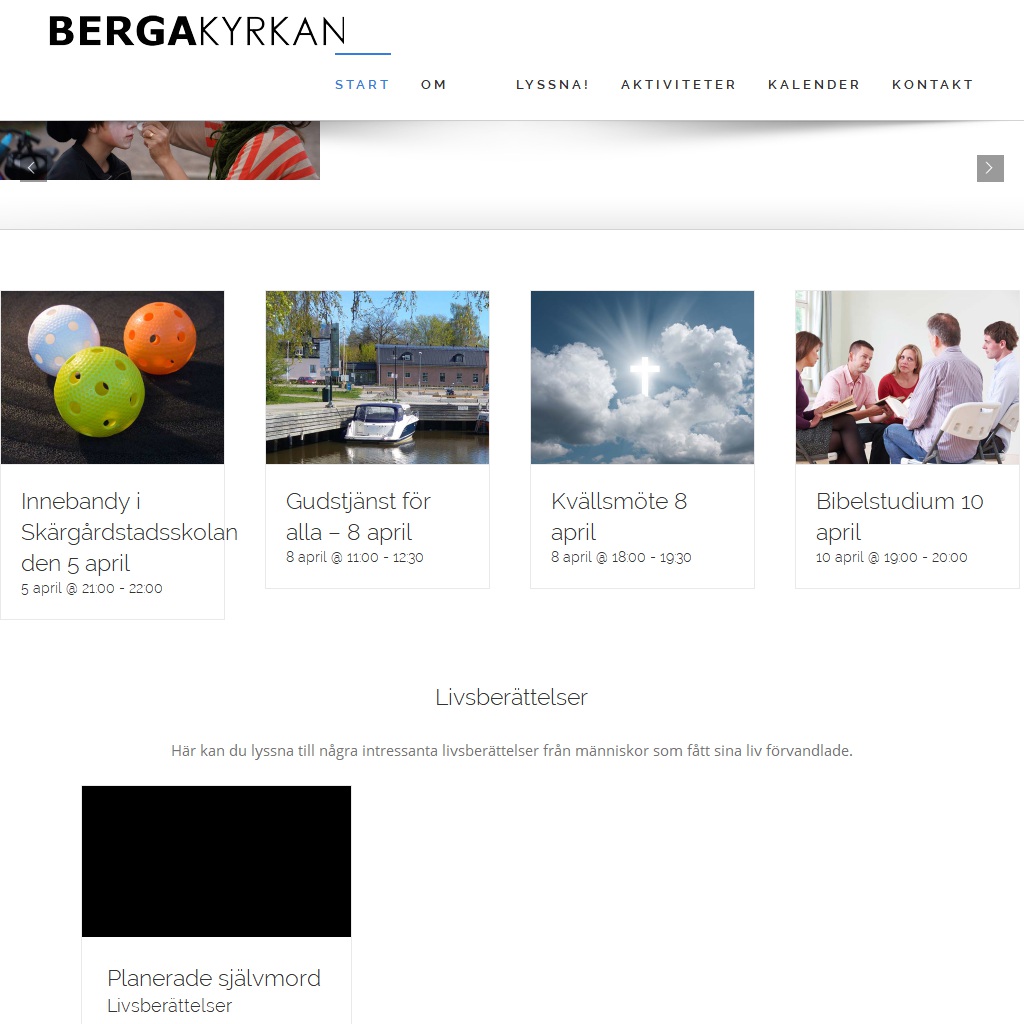 BERGAKYRKAN
START OM LYSSNA! AKTIVITETER KALENDER KONTAKT
Innebandy i
Skärgårdstadsskolan
den 5 april
5 april @ 21:00 - 22:00
Gudstjänst för
alla – 8 april
8 april @ 11:00 - 12:30
Kvällsmöte 8
april
8 april @ 18:00 - 19:30
Bibelstudium 10
april
10 april @ 19:00 - 20:00
Livsberättelser
Här kan du lyssna till några intressanta livsberättelser från människor som fått sina liv förvandlade.
Planerade självmord
Livsberättelser